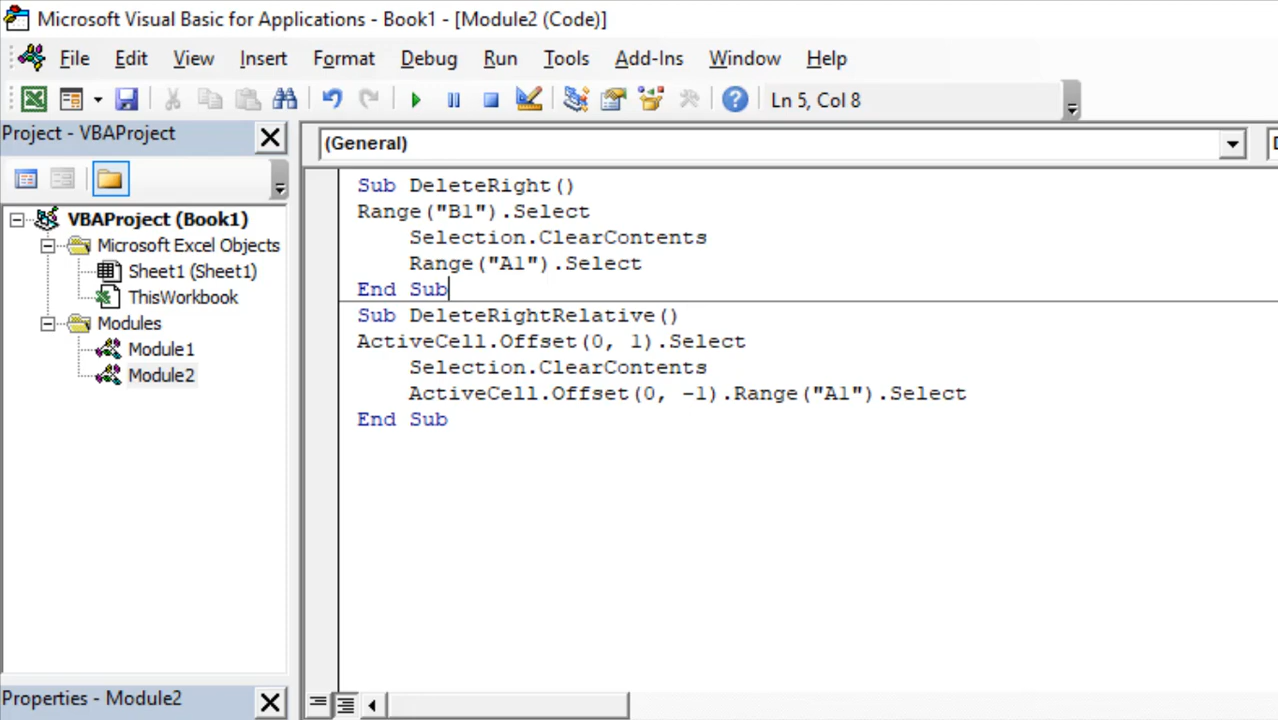 Microsoft Visual Basic for Applications - Book1 - [Module2 (Code)]
File Edit View Insert Format Debug Run Tools Add-Ins Window Help
Ln 5, Col 8
Project - VBAProject
(General)
VBAProject (Book1)
Microsoft Excel Objects
Sheet1 (Sheet1)
ThisWorkbook
Modules
Module1
Module2
Sub DeleteRight()
Range("B1").Select
    Selection.ClearContents
    Range("A1").Select
End Sub
Sub DeleteRightRelative()
ActiveCell.Offset(0, 1).Select
    Selection.ClearContents
    ActiveCell.Offset(0, -1).Range("A1").Select
End Sub
Properties - Module2